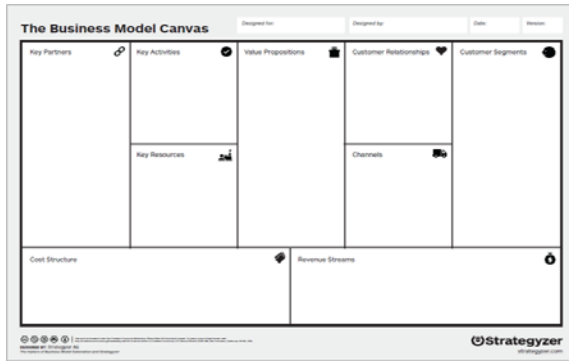 The Business Model Canvas
Designed for:
Designed by:
Date:
Version:
Key Partners
Key Activities
Value Propositions
Customer Relationships
Customer Segments
Key Resources
Channels
Cost Structure
Revenue Streams
Strategyzer
strategyzer.com